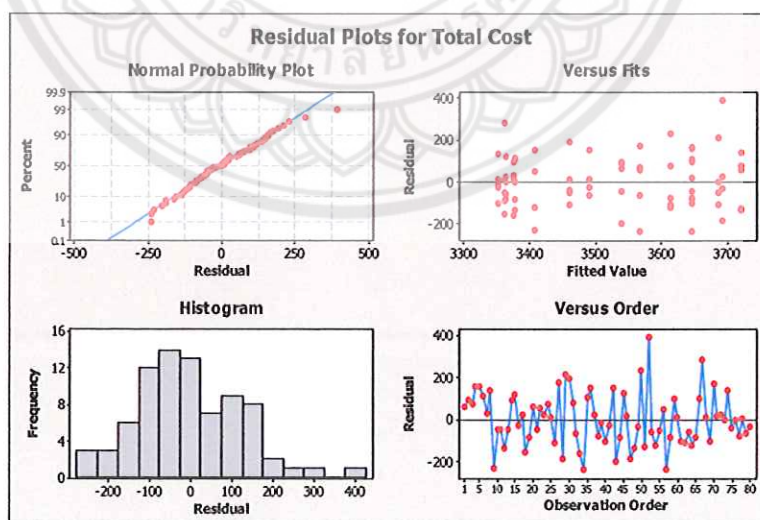 Residual Plots for Total Cost
Normal Probability Plot
Versus Fits
99.9
99
90
50
10
1
0.1
Percent
-500 -250 0 250 500
Residual
400
200
0
-200
Residual
3300 3400 3500 3600 3700
Fitted Value
Histogram
Versus Order
16
12
8
4
0
Frequency
-200 -100 0 100 200 300 400
Residual
400
200
0
-200
Residual
1 5 10 15 20 25 30 35 40 45 50 55 60 65 70 75 80
Observation Order